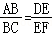 AB/BC = DE/EF